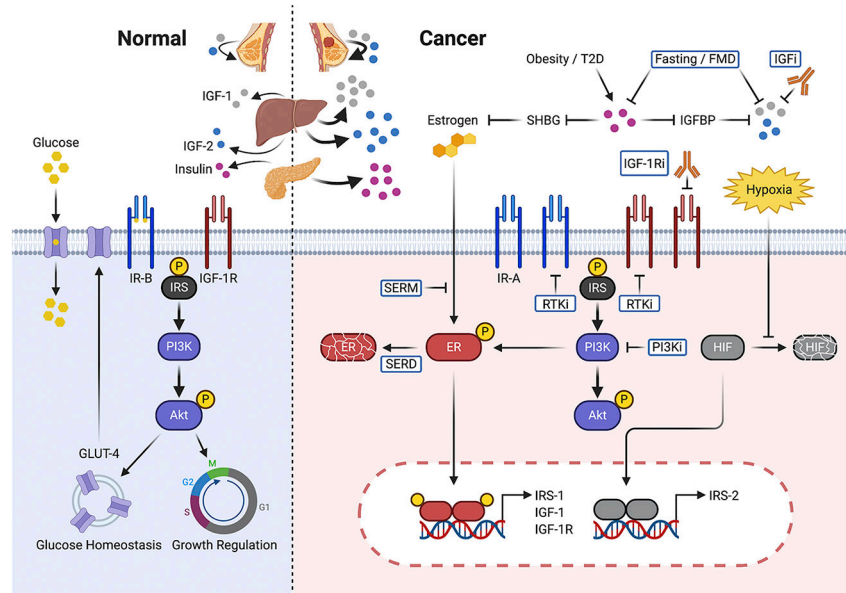 Normal
Cancer
IGF-1
IGF-2
Insulin
Glucose
IR-B
IGF-1R
P
IRS
PI3K
Akt
P
GLUT-4
Glucose Homeostasis
M
G2
S
G1
Growth Regulation
Obesity / T2D
Fasting / FMD
IGFi
Estrogen
SHBG
IGFBP
IGF-1Ri
Hypoxia
IR-A
P
IRS
RTKi
RTKi
SERM
ER
SERD
ER
P
PI3K
PI3Ki
HIF
HIF
Akt
P
P
P
IRS-1
IGF-1
IGF-1R
IRS-2